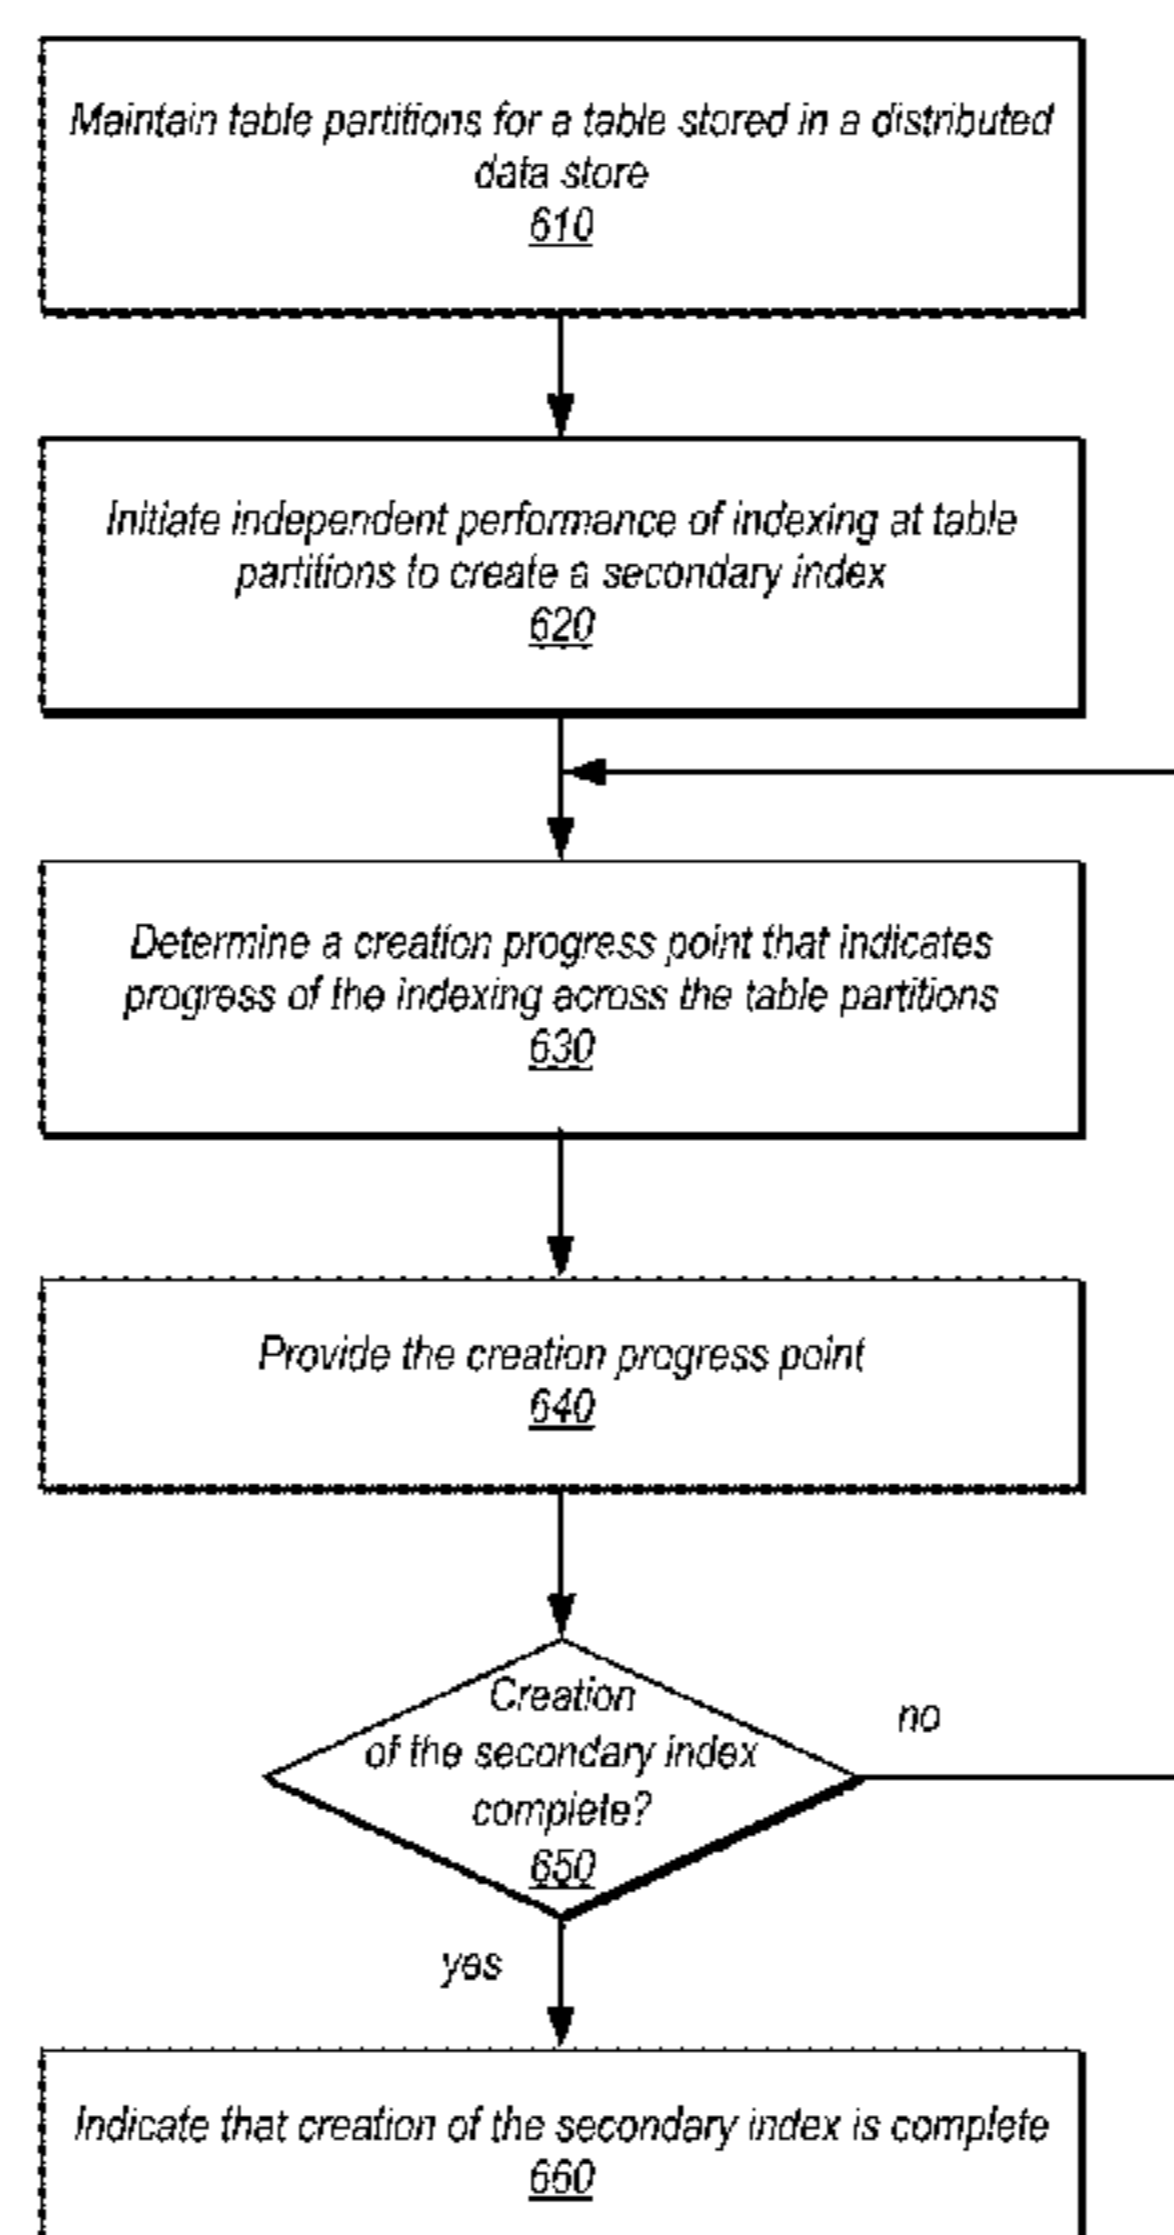 Maintain table partitions for a table stored in a distributed
data store
610
Initiate independent performance of indexing at table
partitions to create a secondary index
620
Determine a creation progress point that indicates
progress of the indexing across the table partitions
630
Provide the creation progress point
640
Creation
of the secondary index
complete?
650
no
yes
Indicate that creation of the secondary index is complete
660